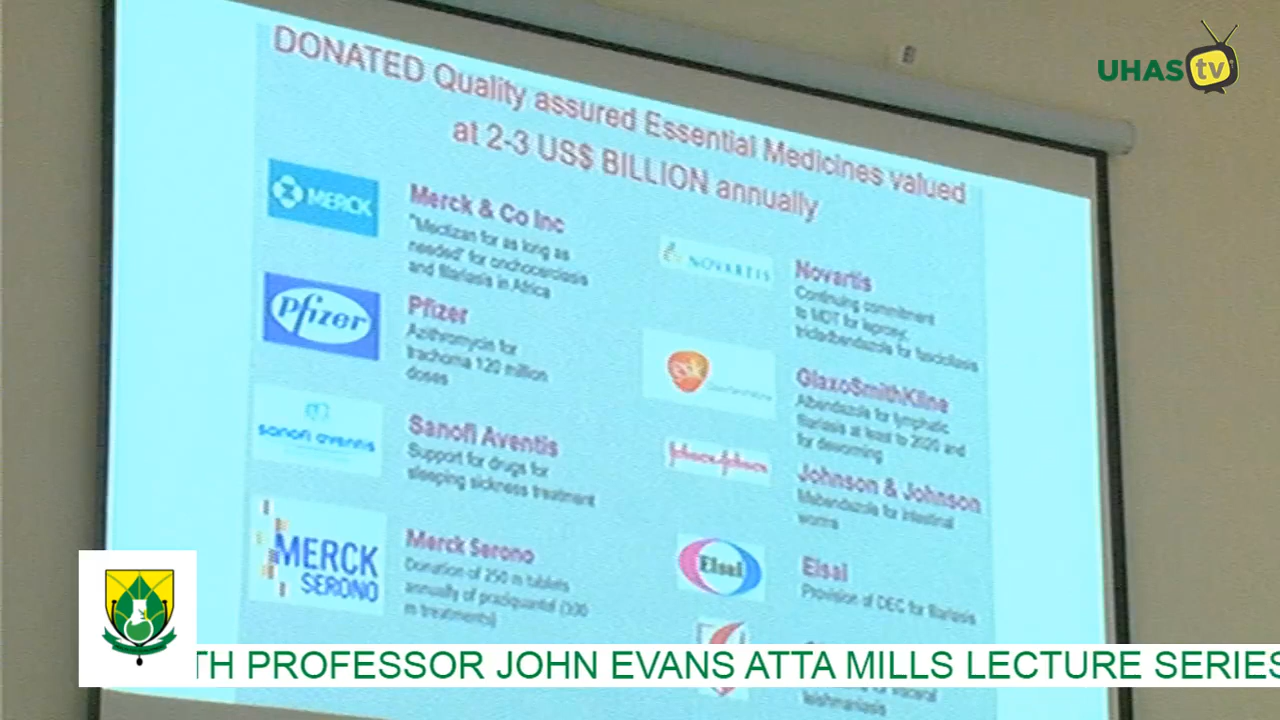 UHAS tv
DONATED Quality assured Essential Medicines valued
at 2-3 US$ BILLION annually
MERCK
Merck & Co Inc
"Mectizan for as long as
needed" for onchocerciasis
and filariasis in Africa
Pfizer
Pfizer
Azithromycin for
trachoma 120 million
doses
sanofi aventis
Sanofi Aventis
Support for drugs for
sleeping sickness treatment
MERCK
SERONO
Merck Serono
Donation of 250 m tablets
annually of praziquantel (100
m treatments)
NOVARTIS
Novartis
Continuing commitment
to MDT for leprosy;
triclabendazole for fascioliasis
gsk
GlaxoSmithKline
GlaxoSmithKline
Albendazole for lymphatic
filariasis at least to 2020 and
for deworming
Johnson & Johnson
Johnson & Johnson
Mebendazole for intestinal
worms
Eisai
Eisai
Provision of DEC for filariasis
for visceral
leishmaniasis
TH PROFESSOR JOHN EVANS ATTA MILLS LECTURE SERIES